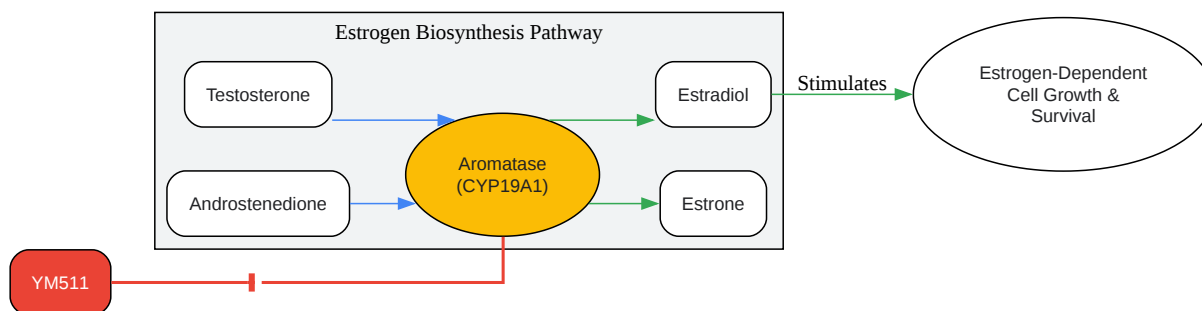 Estrogen Biosynthesis Pathway
Testosterone
Estradiol
Stimulates
Estrogen-Dependent
Cell Growth &
Survival
Aromatase
(CYP19A1)
Androstenedione
Estrone
YM511